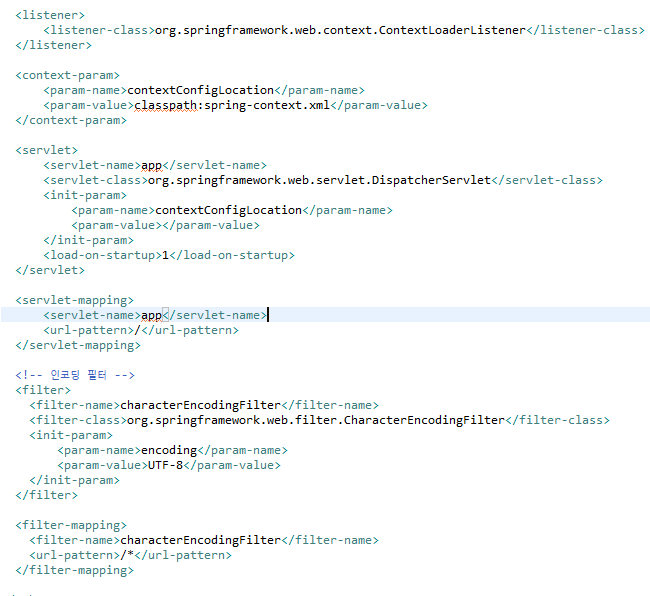 <listener>
<listener-class>org.springframework.web.context.ContextLoaderListener</listener-class>
</listener>
<context-param>
<param-name>contextConfigLocation</param-name>
<param-value>classpath:spring-context.xml</param-value>
</context-param>
<servlet>
<servlet-name>app</servlet-name>
<servlet-class>org.springframework.web.servlet.DispatcherServlet</servlet-class>
<init-param>
<param-name>contextConfigLocation</param-name>
<param-value></param-value>
</init-param>
<load-on-startup>1</load-on-startup>
</servlet>
<servlet-mapping>
<servlet-name>app</servlet-name>
<url-pattern>/</url-pattern>
</servlet-mapping>
<!-- 인코딩 필터 -->
<filter>
<filter-name>characterEncodingFilter</filter-name>
<filter-class>org.springframework.web.filter.CharacterEncodingFilter</filter-class>
<init-param>
<param-name>encoding</param-name>
<param-value>UTF-8</param-value>
</init-param>
</filter>
<filter-mapping>
<filter-name>characterEncodingFilter</filter-name>
<url-pattern>/*</url-pattern>
</filter-mapping>